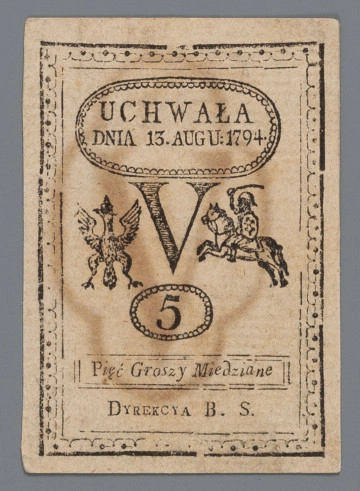 UCHWAŁA
DNIA 13. AUGU: 1794
V
5
Pięć Groszy Miedziane
DYREKCYA B. S.